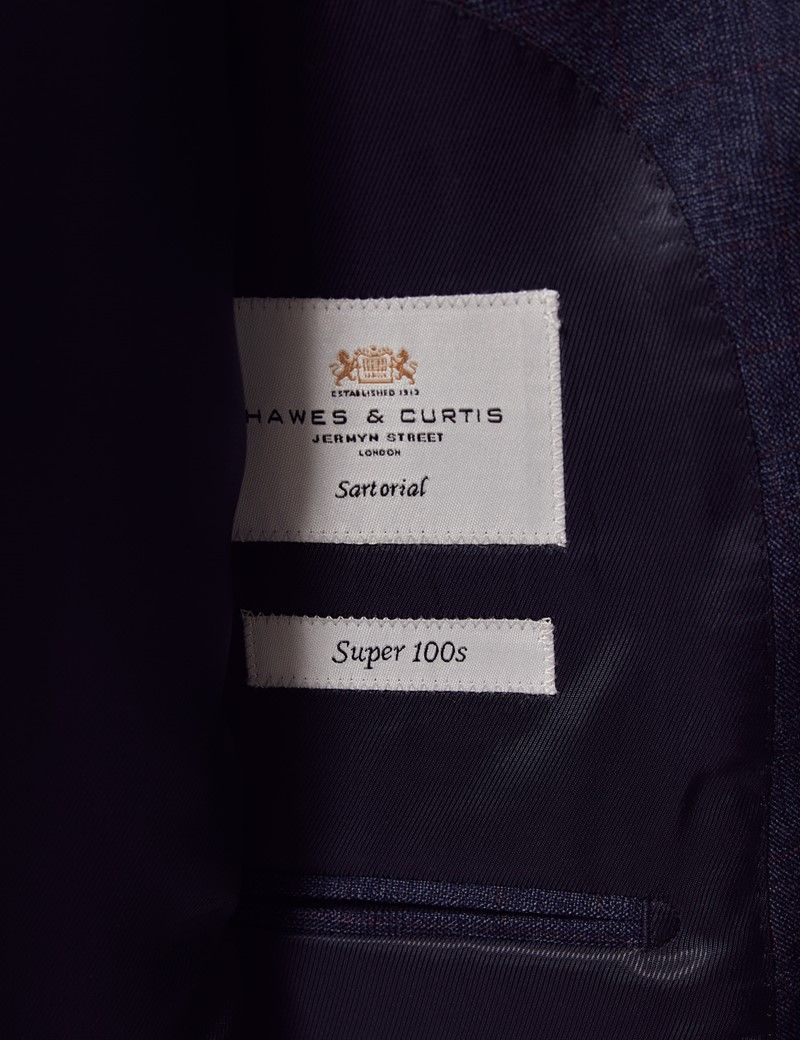 ESTABLISHED 1913
HAWES & CURTIS
JERMYN STREET
LONDON
Sartorial
Super 100s